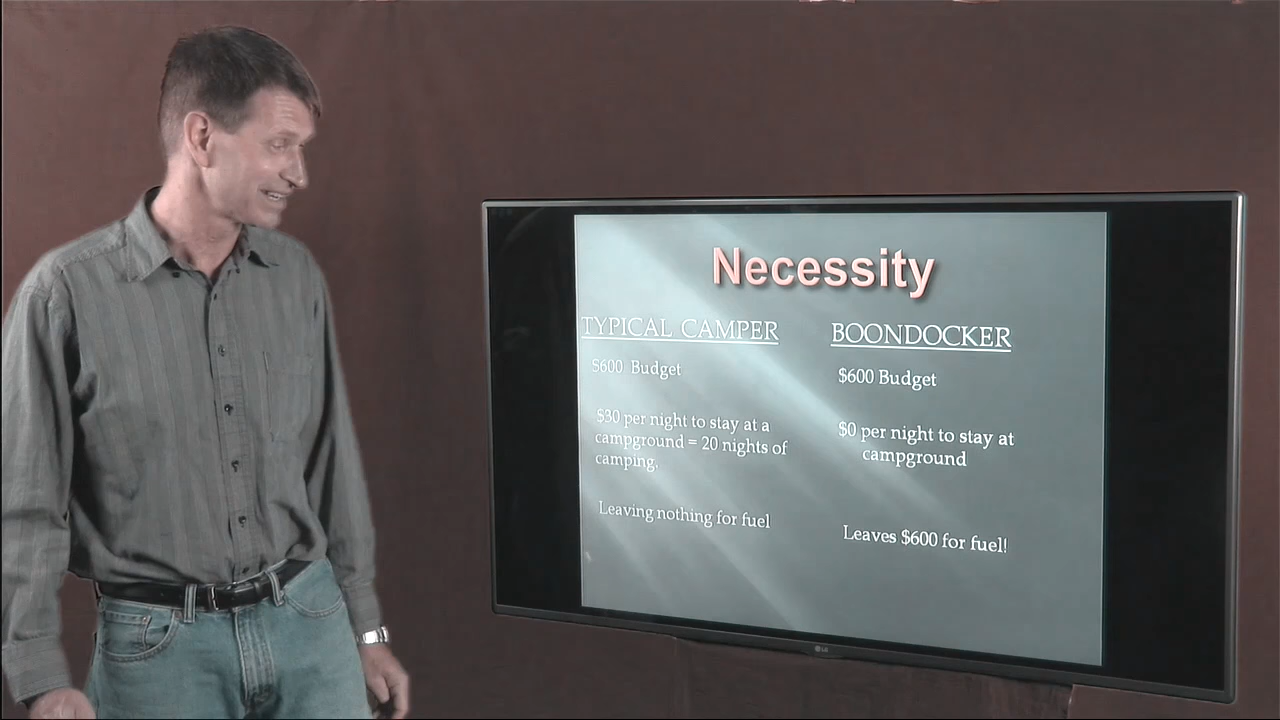 Necessity
TYPICAL CAMPER
$600 Budget
$30 per night to stay at a
campground = 20 nights of
camping,
Leaving nothing for fuel
BOONDOCKER
$600 Budget
$0 per night to stay at
campground
Leaves $600 for fuel!
LG